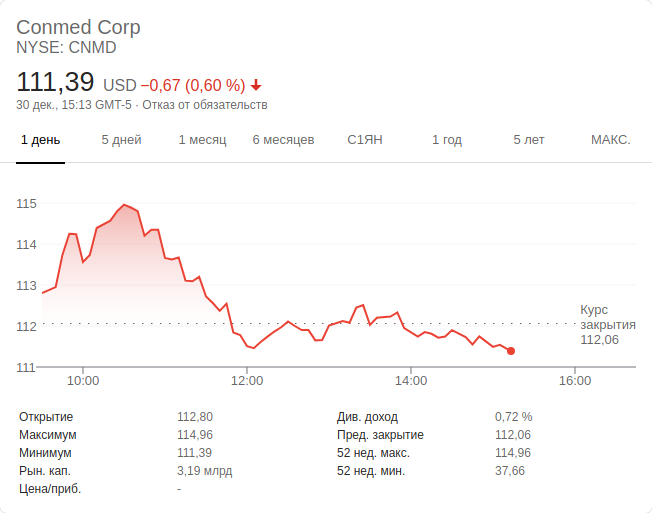 Conmed Corp
NYSE: CNMD
111,39 USD −0,67 (0,60 %)
30 дек., 15:13 GMT-5 · Отказ от обязательств
1 день 5 дней 1 месяц 6 месяцев С1ЯН 1 год 5 лет МАКС.
115
114
113
112
111
Курс
закрытия
112,06
10:00 12:00 14:00 16:00
Открытие 112,80 Див. доход 0,72 %
Максимум 114,96 Пред. закрытие 112,06
Минимум 111,39 52 нед. макс. 114,96
Рын. кап. 3,19 млрд 52 нед. мин. 37,66
Цена/приб. -